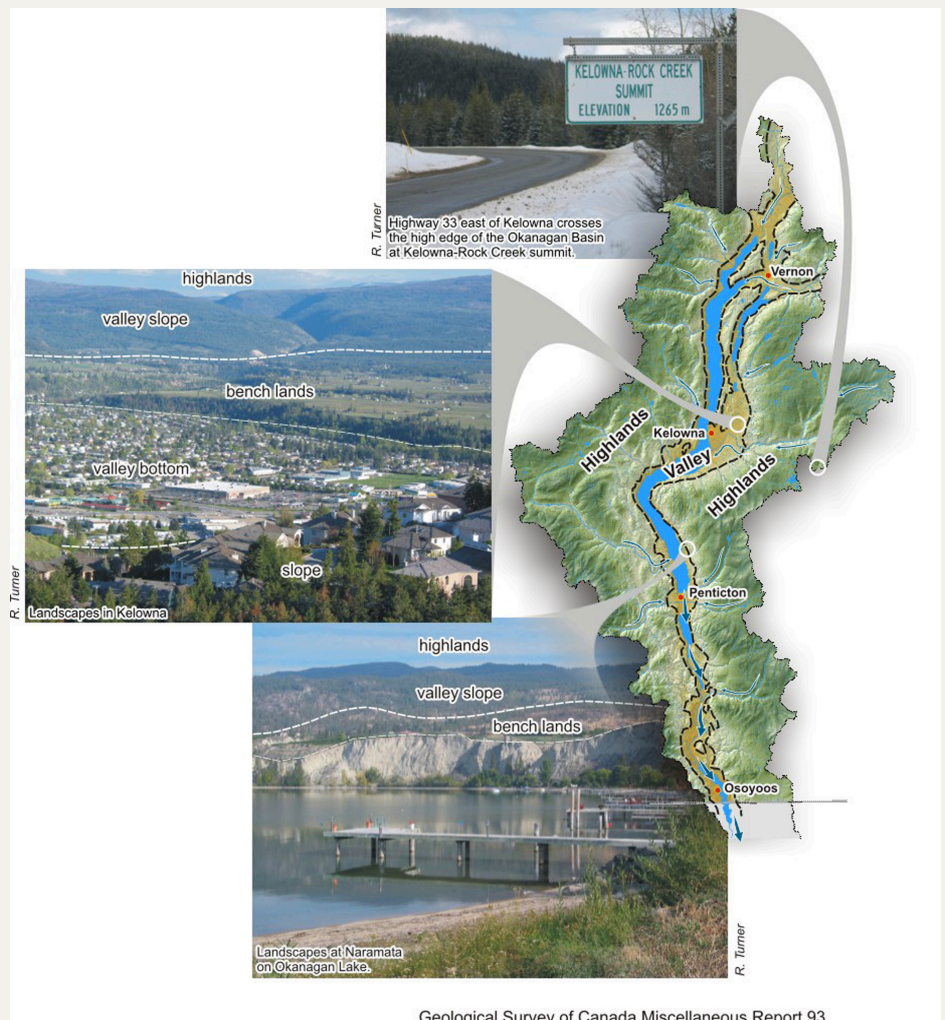 KELOWNA-ROCK CREEK
SUMMIT
ELEVATION 1265 m
R. Turner
Highway 33 east of Kelowna crosses
the high edge of the Okanagan Basin
at Kelowna-Rock Creek summit.
highlands
valley slope
bench lands
valley bottom
slope
R. Turner
Landscapes in Kelowna
Vernon
Highlands
Kelowna
Valley
Highlands
Penticton
Osoyoos
highlands
valley slope
bench lands
Landscapes at Naramata
on Okanagan Lake.
R. Turner
Geological Survey of Canada Miscellaneous Report 93